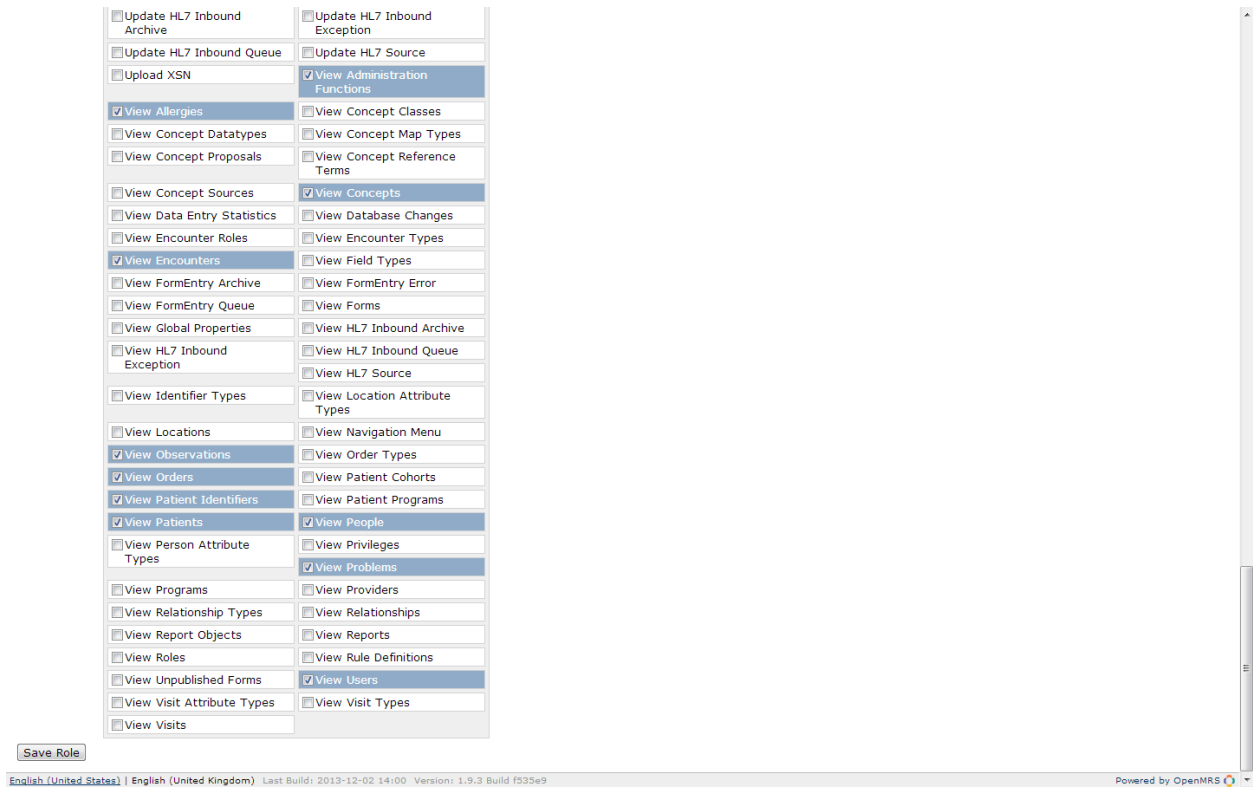 Update HL7 Inbound Archive
Update HL7 Inbound Exception
Update HL7 Inbound Queue
Update HL7 Source
Upload XSN
View Administration Functions
View Allergies
View Concept Classes
View Concept Datatypes
View Concept Map Types
View Concept Proposals
View Concept Reference Terms
View Concept Sources
View Concepts
View Data Entry Statistics
View Database Changes
View Encounter Roles
View Encounter Types
View Encounters
View Field Types
View FormEntry Archive
View FormEntry Error
View FormEntry Queue
View Forms
View Global Properties
View HL7 Inbound Archive
View HL7 Inbound Exception
View HL7 Inbound Queue
View HL7 Source
View Identifier Types
View Location Attribute Types
View Locations
View Navigation Menu
View Observations
View Order Types
View Orders
View Patient Cohorts
View Patient Identifiers
View Patient Programs
View Patients
View People
View Person Attribute Types
View Privileges
View Problems
View Programs
View Providers
View Relationship Types
View Relationships
View Report Objects
View Reports
View Roles
View Rule Definitions
View Unpublished Forms
View Users
View Visit Attribute Types
View Visit Types
View Visits
Save Role
English (United States) | English (United Kingdom) Last Build: 2013-12-02 14:00 Version: 1.9.3 Build f535e9
Powered by OpenMRS